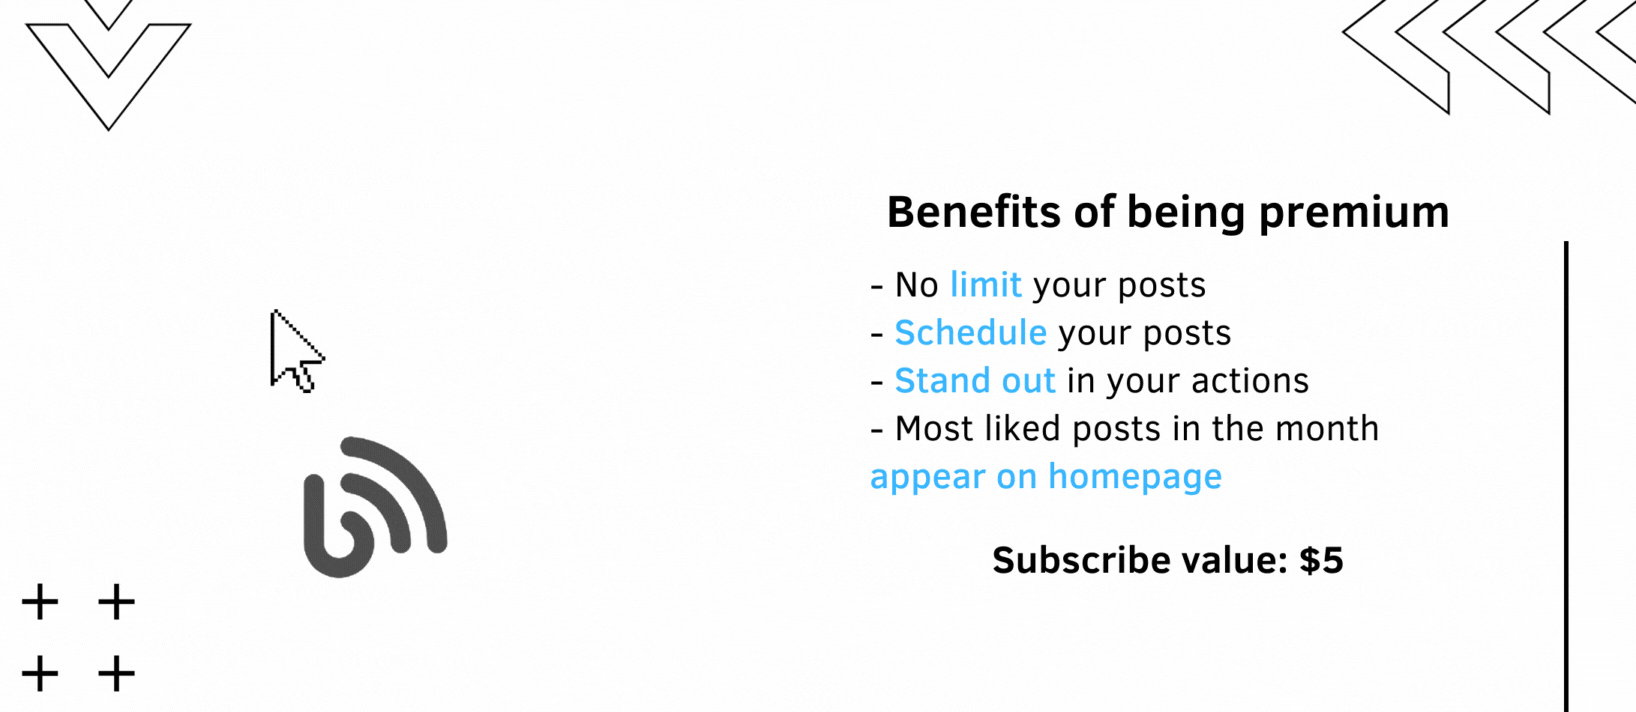 Benefits of being premium
- No limit your posts
- Schedule your posts
- Stand out in your actions
- Most liked posts in the month
appear on homepage
Subscribe value: $5